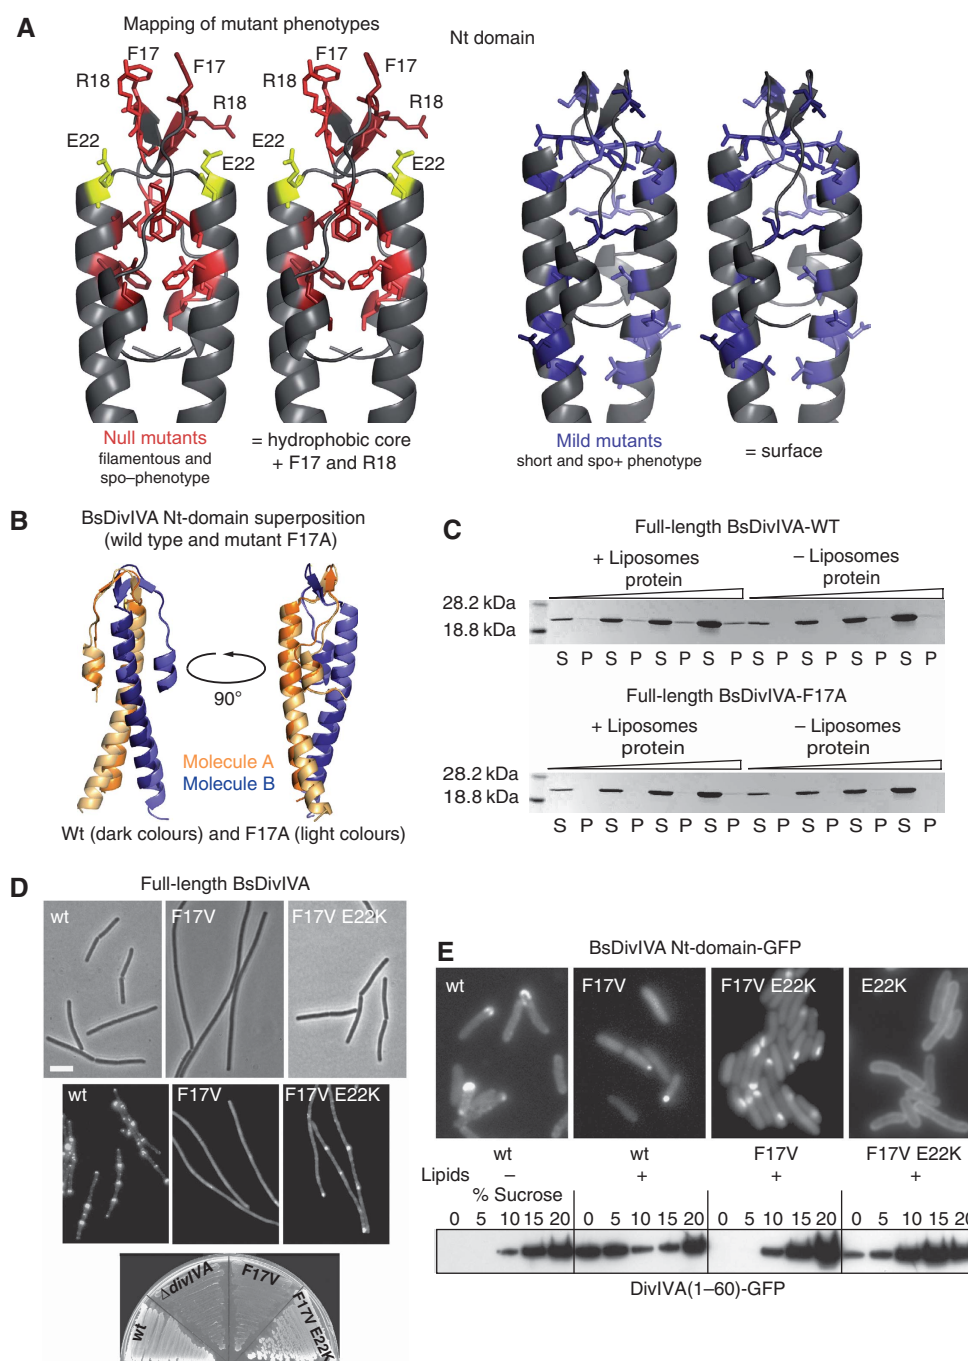 A
Mapping of mutant phenotypes
Nt domain
F17
F17
F17
F17
R18
R18
R18
R18
E22
E22
E22
E22
Null mutants
filamentous and
spo–phenotype
= hydrophobic core
+ F17 and R18
Mild mutants
short and spo+ phenotype
= surface
B
BsDivIVA Nt-domain superposition
(wild type and mutant F17A)
90°
Molecule A
Molecule B
Wt (dark colours) and F17A (light colours)
C
Full-length BsDivIVA-WT
+ Liposomes
protein
– Liposomes
protein
28.2 kDa
18.8 kDa
S P S P S P S P S P S P S P S P
Full-length BsDivIVA-F17A
+ Liposomes
protein
– Liposomes
protein
28.2 kDa
18.8 kDa
S P S P S P S P S P S P S P S P
D
Full-length BsDivIVA
wt F17V F17V E22K
wt F17V F17V E22K
wt ΔdivIVA F17V F17V E22K
E
BsDivIVA Nt-domain-GFP
wt F17V F17V E22K E22K
wt wt F17V F17V E22K
Lipids – + + +
% Sucrose
0 5 10 15 20 0 5 10 15 20 0 5 10 15 20 0 5 10 15 20
DivIVA(1–60)-GFP